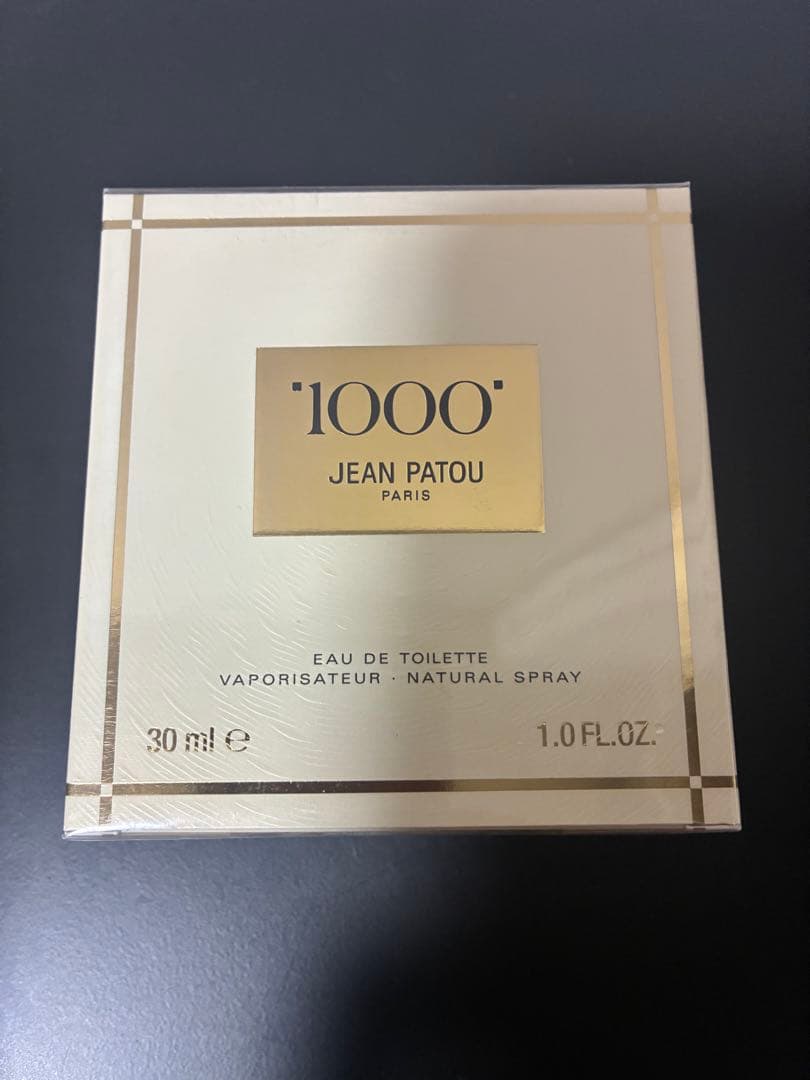 "1000"
JEAN PATOU
PARIS
EAU DE TOILETTE
VAPORISATEUR · NATURAL SPRAY
30 ml ℮
1.0 FL.OZ.